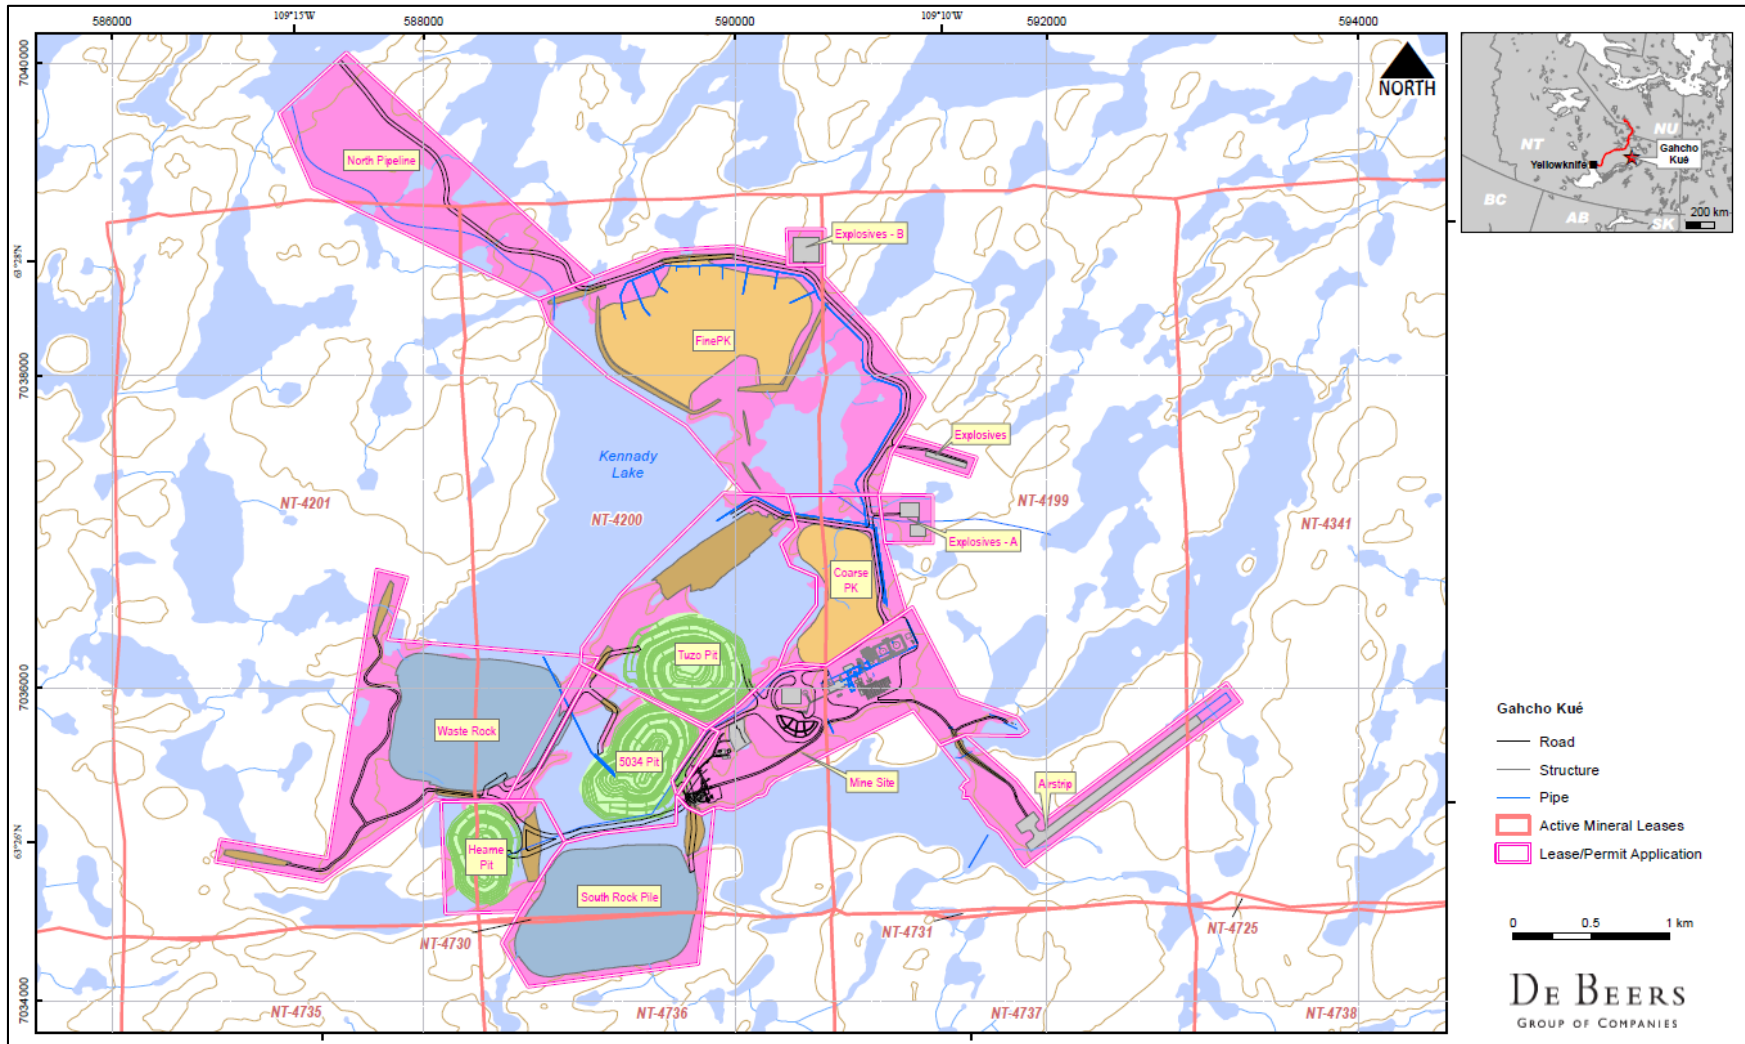 586000
109°15'W
588000
590000
109°10'W
592000
594000
7040000
NORTH
North Pipeline
NT
NU
Yellowknife
Gahcho
Kué
BC
AB
SK
200 km
Explosives - B
63°28'N
FinePK
7038000
Kennady
Lake
Explosives
NT-4201
NT-4200
NT-4199
NT-4341
Explosives - A
Coarse
PK
Tuzo Pit
7036000
Waste Rock
5034 Pit
Mine Site
Airstrip
63°26'N
Hearne
Pit
South Rock Pile
NT-4730
NT-4731
NT-4725
7034000
NT-4735
NT-4736
NT-4737
NT-4738
Gahcho Kué
Road
Structure
Pipe
Active Mineral Leases
Lease/Permit Application
0 0.5 1 km
DE BEERS
GROUP OF COMPANIES